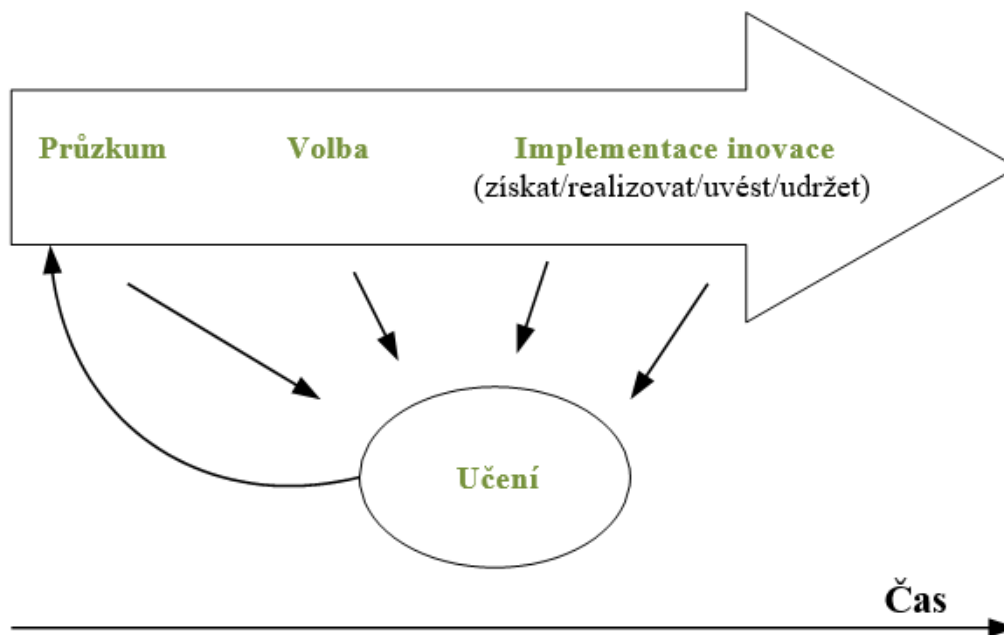 Průzkum
Volba
Implementace inovace
(získat/realizovat/uvést/udržet)
Učení
Čas